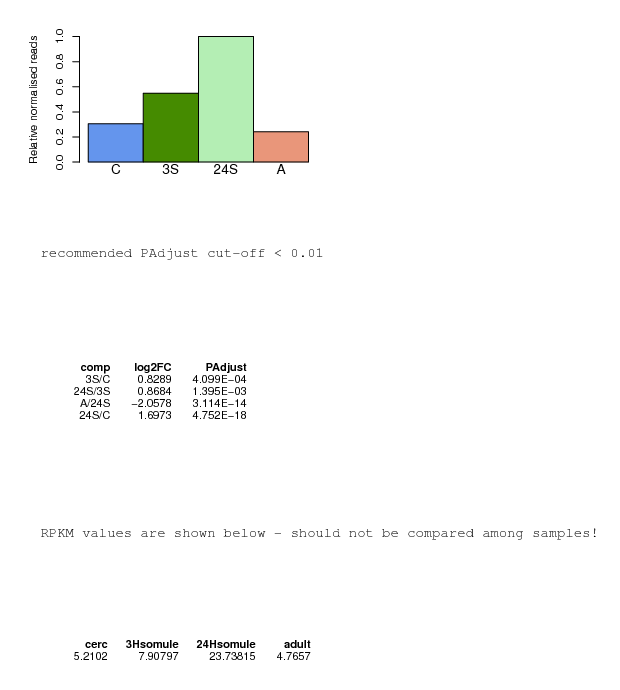 Relative normalised reads
1.0
0.8
0.6
0.4
0.2
0.0
C 3S 24S A
recommended PAdjust cut-off < 0.01
comp log2FC PAdjust
3S/C 0.8289 4.099E-04
24S/3S 0.8684 1.395E-03
A/24S -2.0578 3.114E-14
24S/C 1.6973 4.752E-18
RPKM values are shown below - should not be compared among samples!
cerc 3Hsomule 24Hsomule adult
5.2102 7.90797 23.73815 4.7657